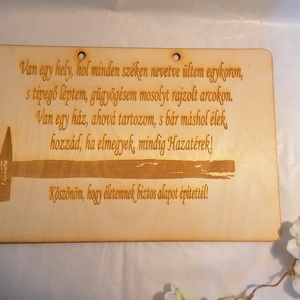 Van egy hely, hol minden széken nevetve ültem egykoron,
s tipegő léptem, gügyögésem mosolyt rajzolt arcokon.
Van egy ház, ahová tartozom, s bár máshol élek,
hozzád, ha elmegyek, mindig Hazatérek!
Köszönöm, hogy életemnek biztos alapot építettél!